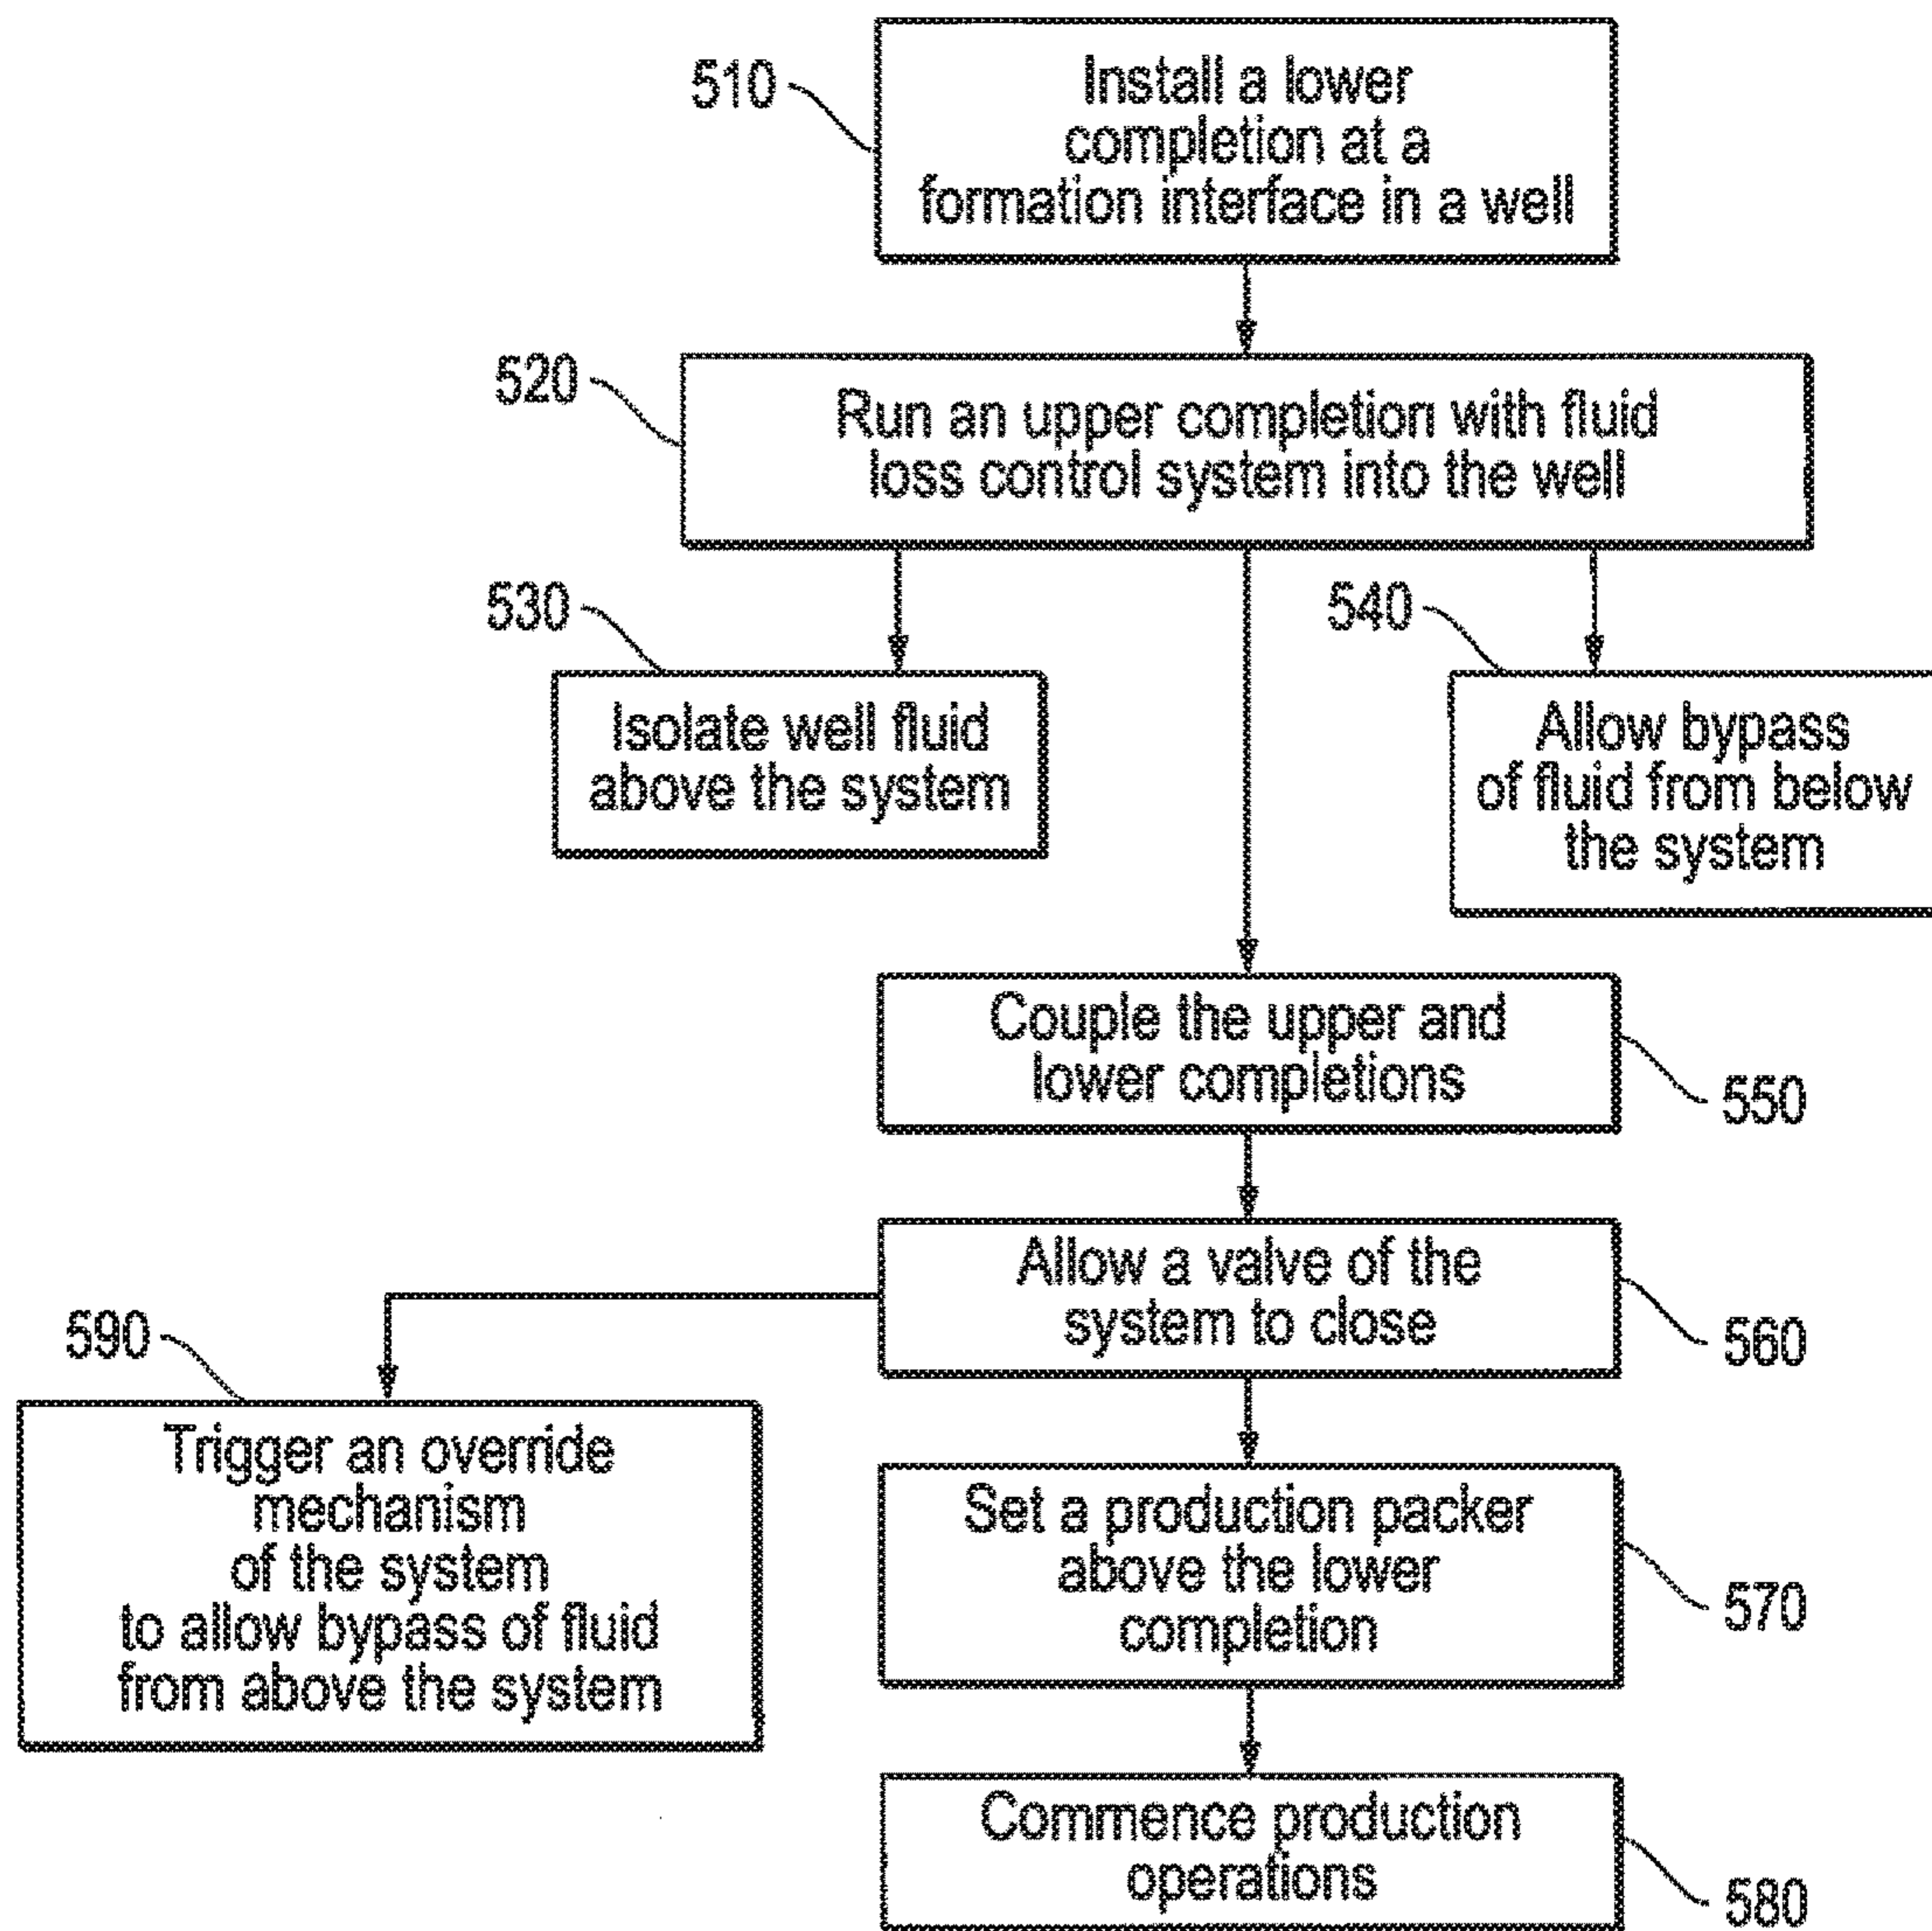 510
Install a lower
completion at a
formation interface in a well
520
Run an upper completion with fluid
loss control system into the well
530
Isolate well fluid
above the system
540
Allow bypass
of fluid from below
the system
Couple the upper and
lower completions
550
Allow a valve of the
system to close
560
590
Trigger an override
mechanism
of the system
to allow bypass of fluid
from above the system
Set a production packer
above the lower
completion
570
Commence production
operations
580